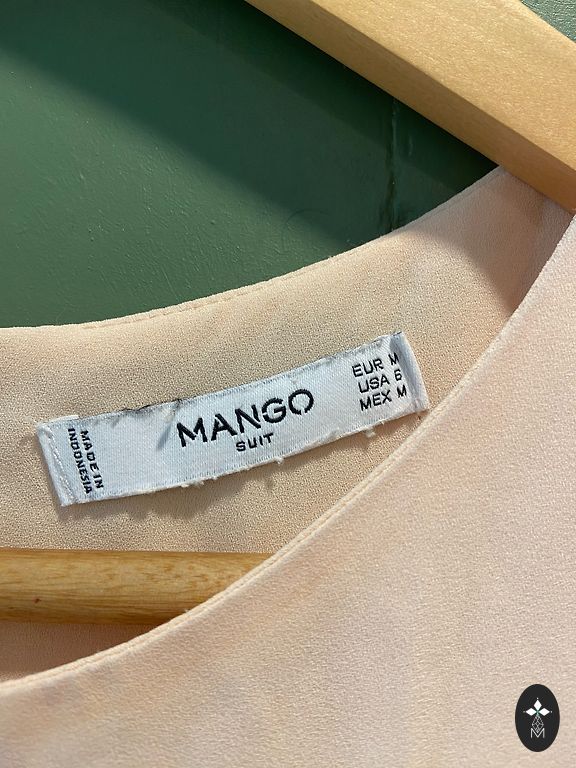 MADE IN
INDONESIA
MANGO
SUIT
EUR M
USA 6
MEX M
M